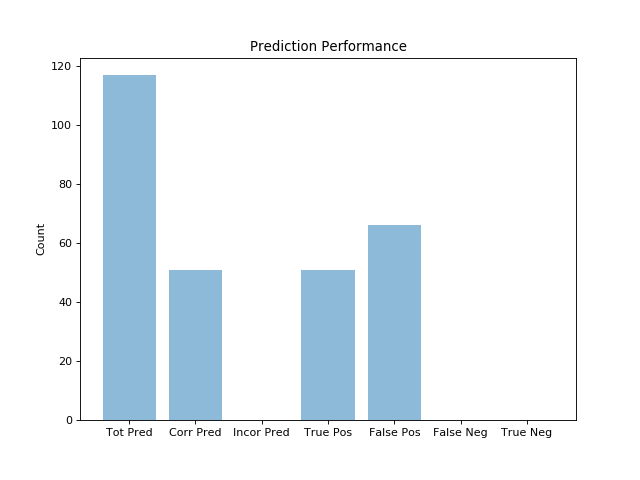 Prediction Performance
120
100
80
60
40
20
0
Count
Tot Pred Corr Pred Incor Pred True Pos False Pos False Neg True Neg